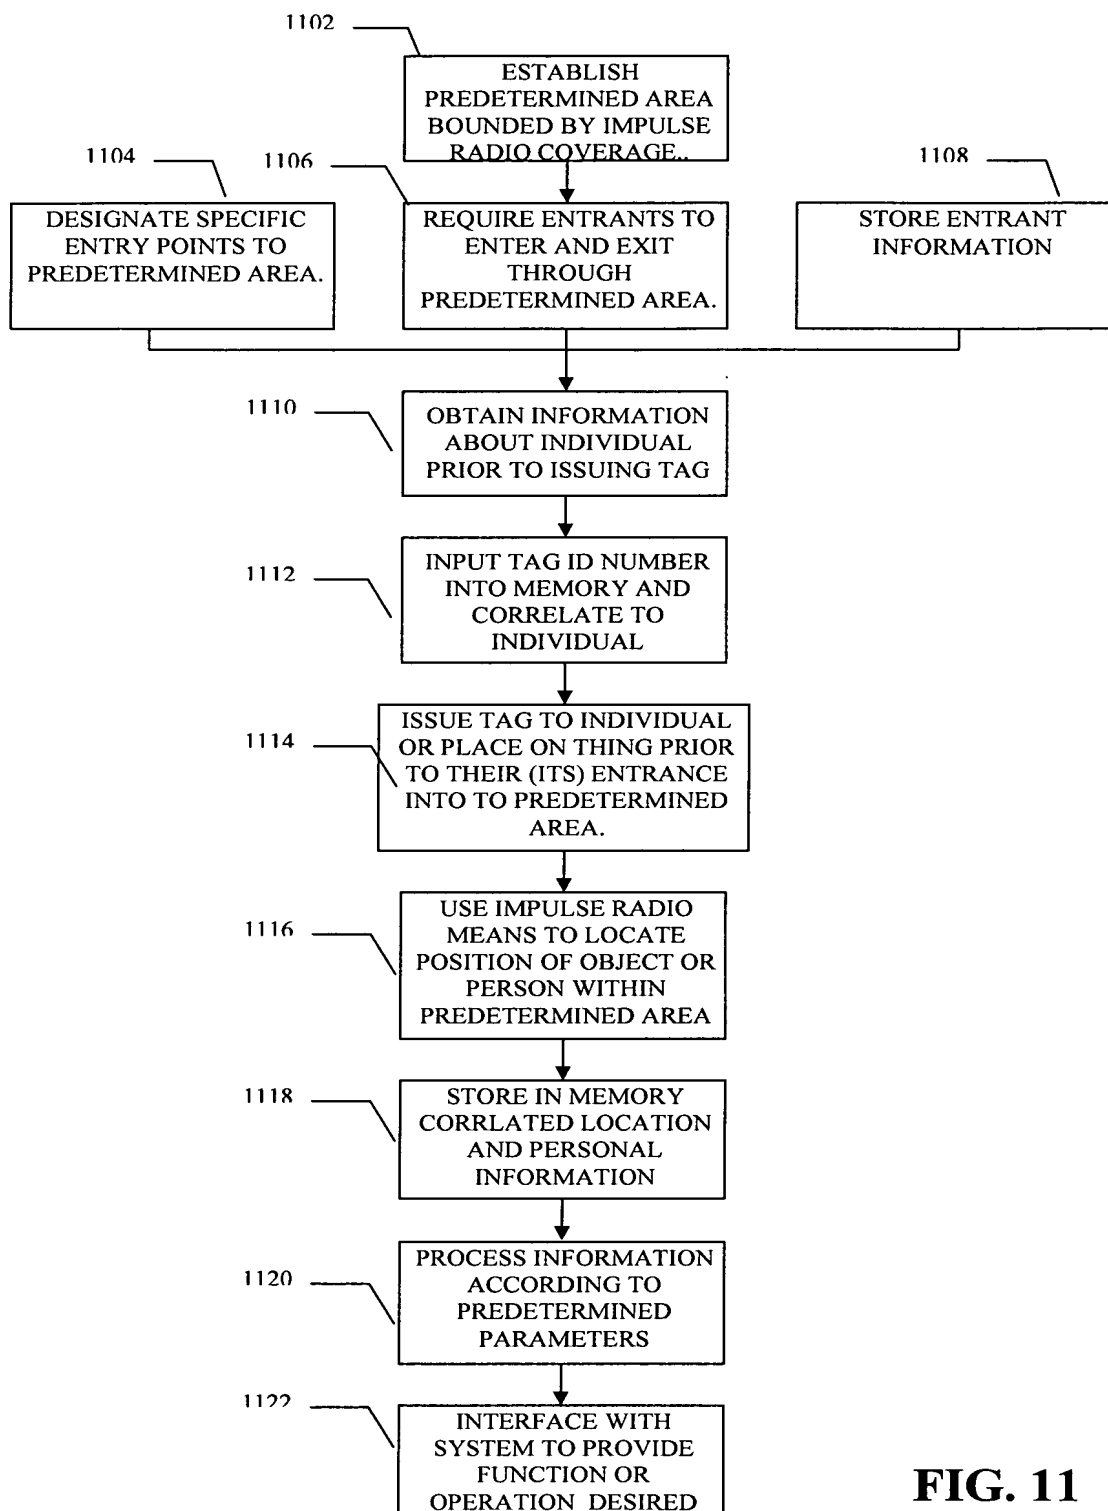 1102
ESTABLISH
PREDETERMINED AREA
BOUNDED BY IMPULSE
RADIO COVERAGE..
1104
DESIGNATE SPECIFIC
ENTRY POINTS TO
PREDETERMINED AREA.
1106
REQUIRE ENTRANTS TO
ENTER AND EXIT
THROUGH
PREDETERMINED AREA.
1108
STORE ENTRANT
INFORMATION
1110
OBTAIN INFORMATION
ABOUT INDIVIDUAL
PRIOR TO ISSUING TAG
1112
INPUT TAG ID NUMBER
INTO MEMORY AND
CORRELATE TO
INDIVIDUAL
1114
ISSUE TAG TO INDIVIDUAL
OR PLACE ON THING PRIOR
TO THEIR (ITS) ENTRANCE
INTO TO PREDETERMINED
AREA.
1116
USE IMPULSE RADIO
MEANS TO LOCATE
POSITION OF OBJECT OR
PERSON WITHIN
PREDETERMINED AREA
1118
STORE IN MEMORY
CORRLATED LOCATION
AND PERSONAL
INFORMATION
1120
PROCESS INFORMATION
ACCORDING TO
PREDETERMINED
PARAMETERS
1122
INTERFACE WITH
SYSTEM TO PROVIDE
FUNCTION OR
OPERATION DESIRED
FIG. 11